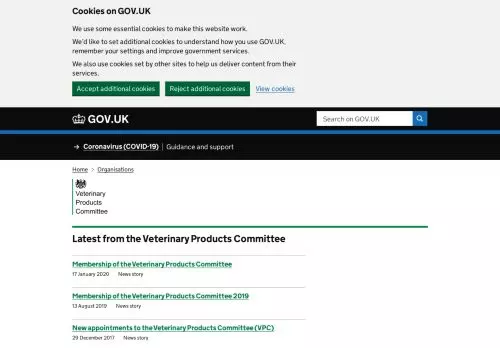 Cookies on GOV.UK
We use some essential cookies to make this website work.
We'd like to set additional cookies to understand how you use GOV.UK,
remember your settings and improve government services.
We also use cookies set by other sites to help us deliver content from their
services.
Accept additional cookies Reject additional cookies View cookies
GOV.UK Search on GOV.UK
→ Coronavirus (COVID-19) | Guidance and support
Home > Organisations
Veterinary
Products
Committee
Latest from the Veterinary Products Committee
Membership of the Veterinary Products Committee
17 January 2020 News story
Membership of the Veterinary Products Committee 2019
13 August 2019 News story
New appointments to the Veterinary Products Committee (VPC)
29 December 2017 News story